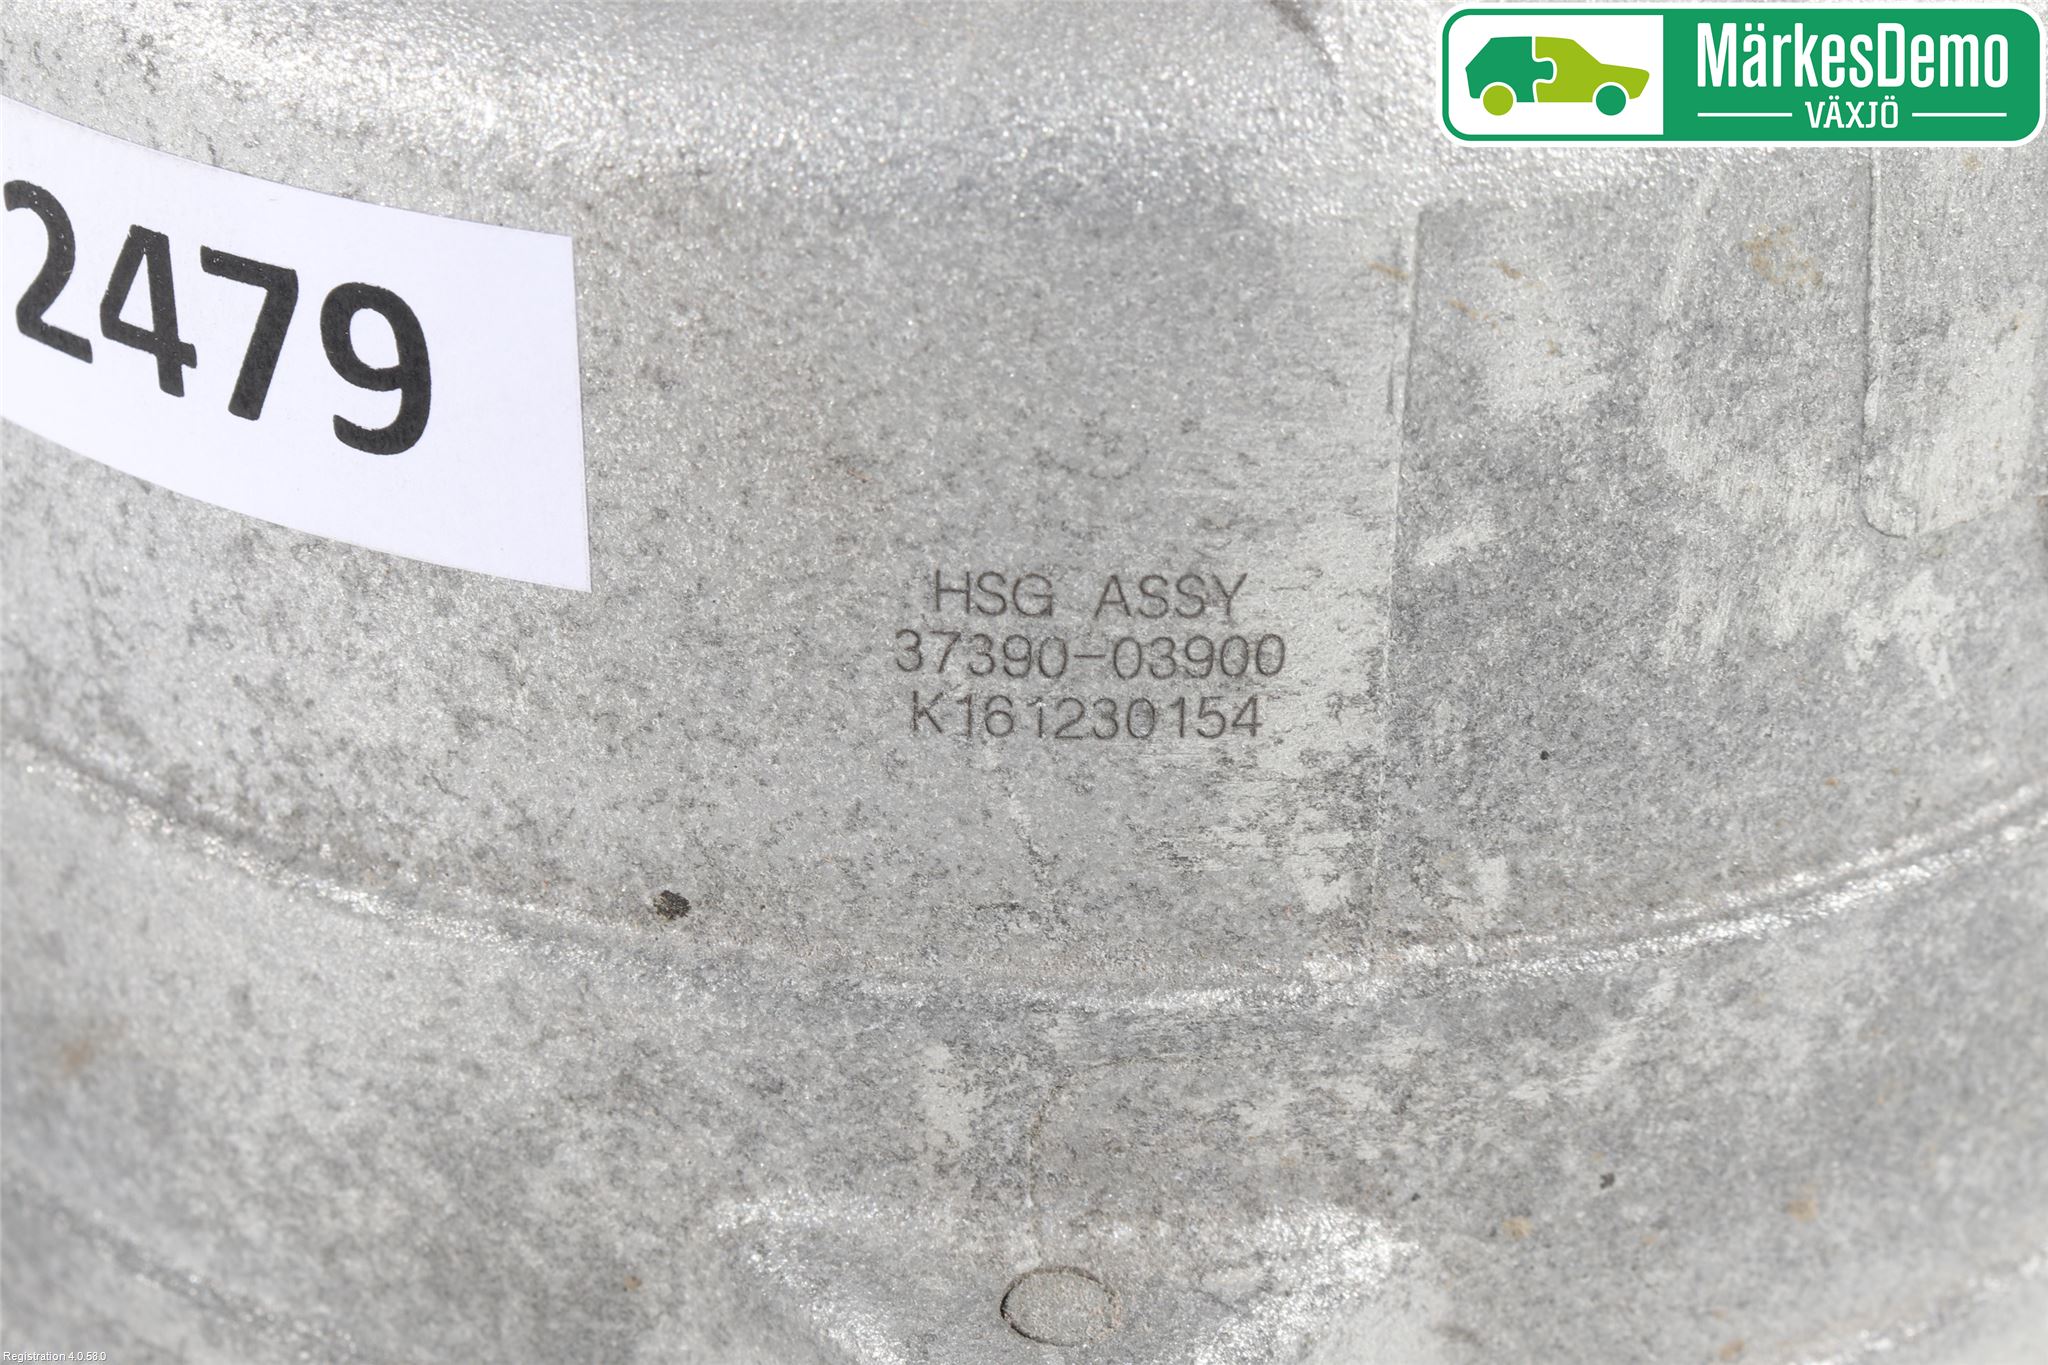 MärkesDemo
VÄXJÖ
2479
HSG ASSY
37390-03900
K161230154
Registration 4.0.58.0